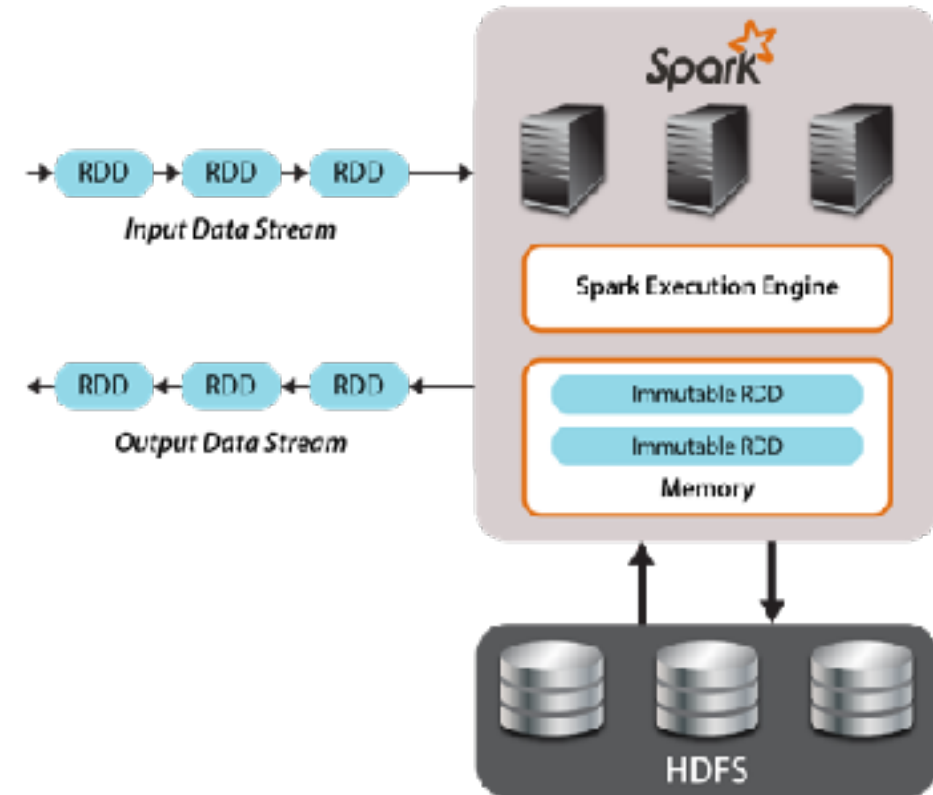 Spark
RDD RDD RDD
Input Data Stream
Spark Execution Engine
RDD RDD RDD
Output Data Stream
Immutable RDD
Immutable RDD
Memory
HDFS